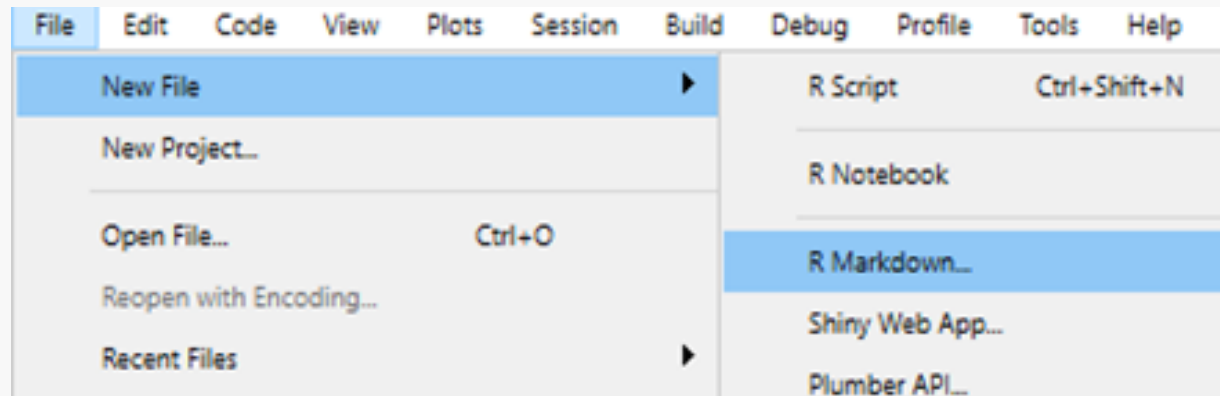 File Edit Code View Plots Session Build Debug Profile Tools Help
New File
New Project...
Open File... Ctrl+O
Reopen with Encoding...
Recent Files
R Script Ctrl+Shift+N
R Notebook
R Markdown...
Shiny Web App...
Plumber API...